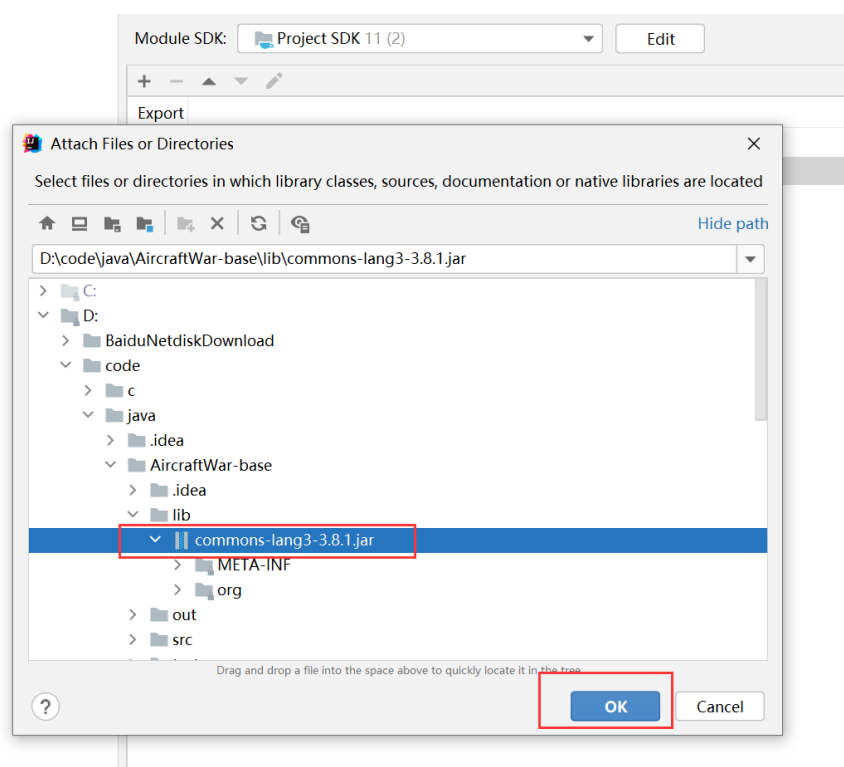 Module SDK: Project SDK 11 (2) Edit
Export
Attach Files or Directories
Select files or directories in which library classes, sources, documentation or native libraries are located
Hide path
D:\code\java\AircraftWar-base\lib\commons-lang3-3.8.1.jar
C:
D:
BaiduNetdiskDownload
code
c
java
.idea
AircraftWar-base
.idea
lib
commons-lang3-3.8.1.jar
META-INF
org
out
src
Drag and drop a file into the space above to quickly locate it in the tree
? OK Cancel